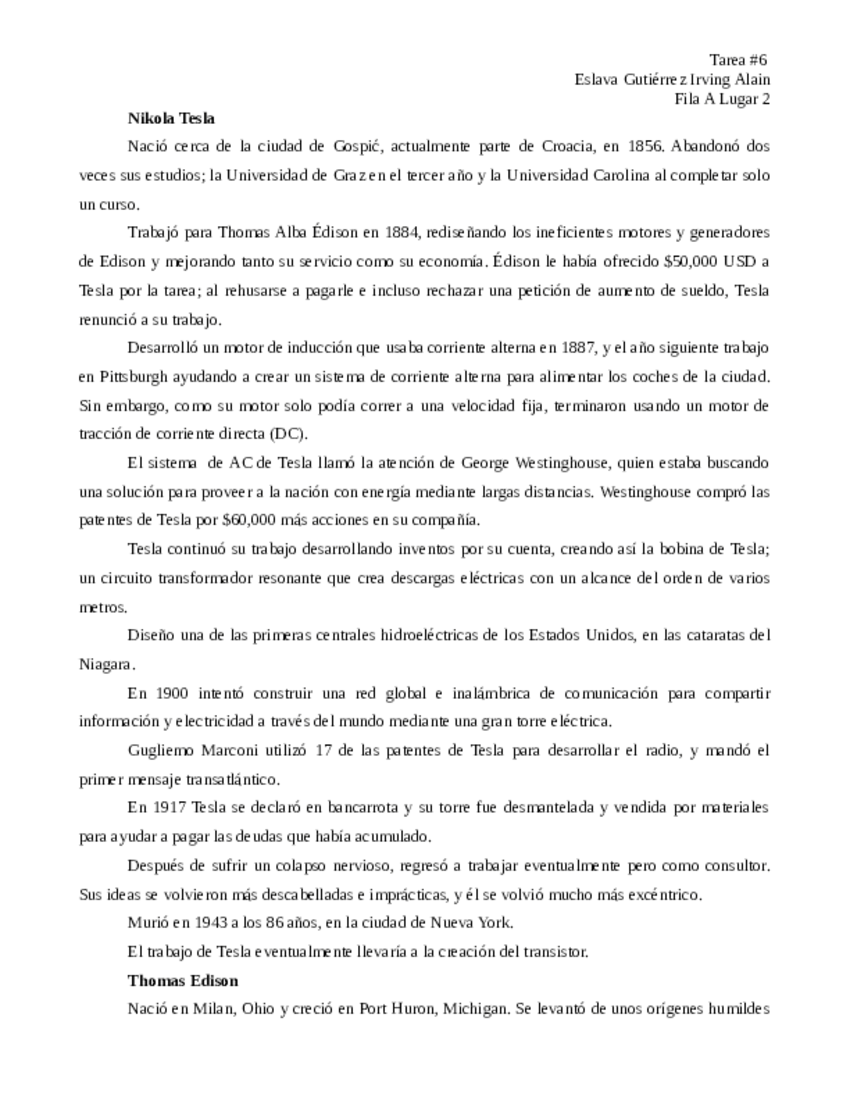 Tarea #6
Eslava Gutiérrez Irving Alain
Fila A Lugar 2
Nikola Tesla
Nació cerca de la ciudad de Gospić, actualmente parte de Croacia, en 1856. Abandonó dos
veces sus estudios; la Universidad de Graz en el tercer año y la Universidad Carolina al completar solo
un curso.
Trabajó para Thomas Alba Édison en 1884, rediseñando los ineficientes motores y generadores
de Edison y mejorando tanto su servicio como su economía. Édison le había ofrecido $50,000 USD a
Tesla por la tarea; al rehusarse a pagarle e incluso rechazar una petición de aumento de sueldo, Tesla
renunció a su trabajo.
Desarrolló un motor de inducción que usaba corriente alterna en 1887, y el año siguiente trabajo
en Pittsburgh ayudando a crear un sistema de corriente alterna para alimentar los coches de la ciudad.
Sin embargo, como su motor solo podía correr a una velocidad fija, terminaron usando un motor de
tracción de corriente directa (DC).
El sistema de AC de Tesla llamó la atención de George Westinghouse, quien estaba buscando
una solución para proveer a la nación con energía mediante largas distancias. Westinghouse compró las
patentes de Tesla por $60,000 más acciones en su compañía.
Tesla continuó su trabajo desarrollando inventos por su cuenta, creando así la bobina de Tesla;
un circuito transformador resonante que crea descargas eléctricas con un alcance del orden de varios
metros.
Diseño una de las primeras centrales hidroeléctricas de los Estados Unidos, en las cataratas del
Niagara.
En 1900 intentó construir una red global e inalámbrica de comunicación para compartir
información y electricidad a través del mundo mediante una gran torre eléctrica.
Gugliemo Marconi utilizó 17 de las patentes de Tesla para desarrollar el radio, y mandó el
primer mensaje transatlántico.
En 1917 Tesla se declaró en bancarrota y su torre fue desmantelada y vendida por materiales
para ayudar a pagar las deudas que había acumulado.
Después de sufrir un colapso nervioso, regresó a trabajar eventualmente pero como consultor.
Sus ideas se volvieron más descabelladas e imprácticas, y él se volvió mucho más excéntrico.
Murió en 1943 a los 86 años, en la ciudad de Nueva York.
El trabajo de Tesla eventualmente llevaría a la creación del transistor.
Thomas Edison
Nació en Milan, Ohio y creció en Port Huron, Michigan. Se levantó de unos orígenes humildes